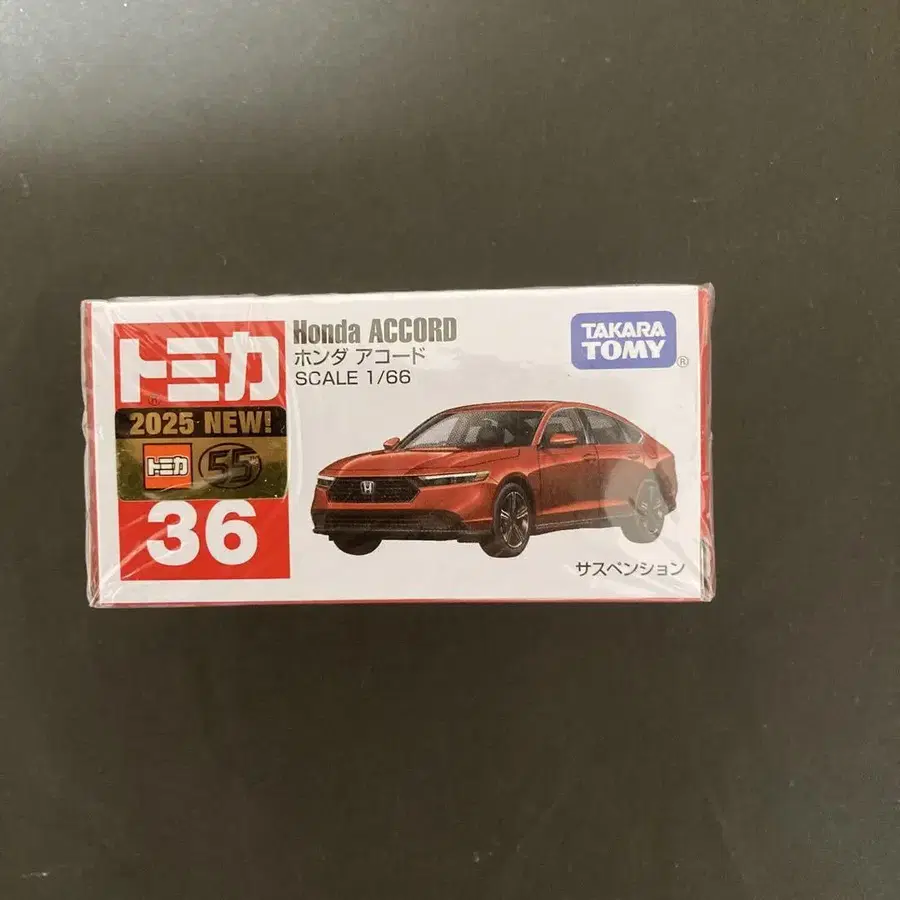 トミカ
2025 NEW!
トミカ 55th
36
Honda ACCORD
ホンダ アコード
SCALE 1/66
TAKARA
TOMY
®
サスペンション